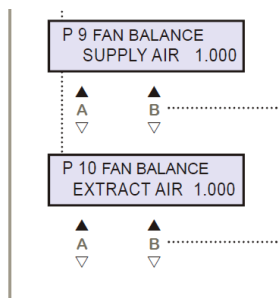 P 9 FAN BALANCE
SUPPLY AIR 1.000
A B
P 10 FAN BALANCE
EXTRACT AIR 1.000
A B